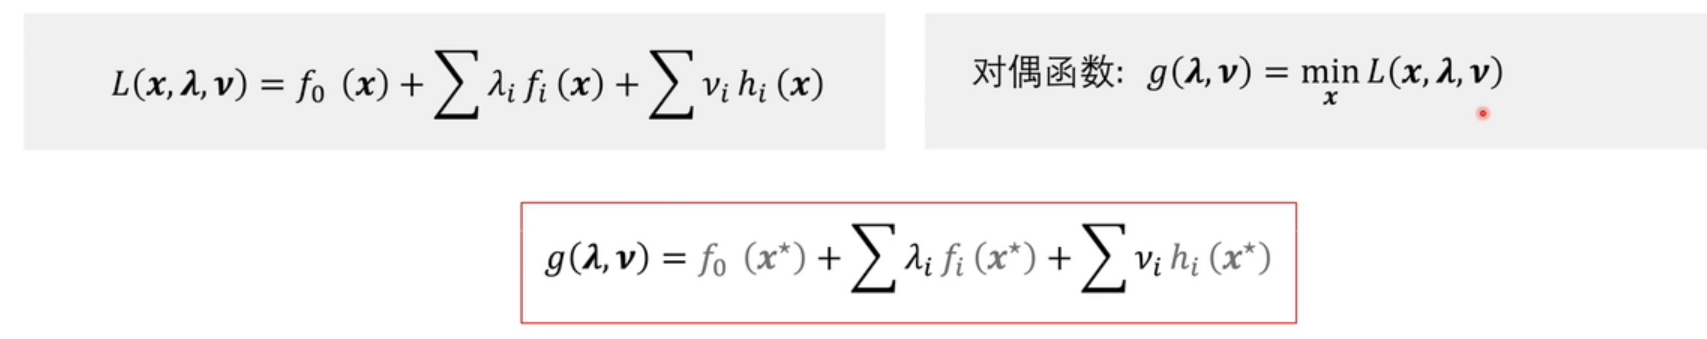 L(x, λ, ν) = f₀ (x) + ∑ λᵢ fᵢ (x) + ∑ νᵢ hᵢ (x)
对偶函数: g(λ, ν) = min L(x, λ, ν)
x
g(λ, ν) = f₀ (x⋆) + ∑ λᵢ fᵢ (x⋆) + ∑ νᵢ hᵢ (x⋆)